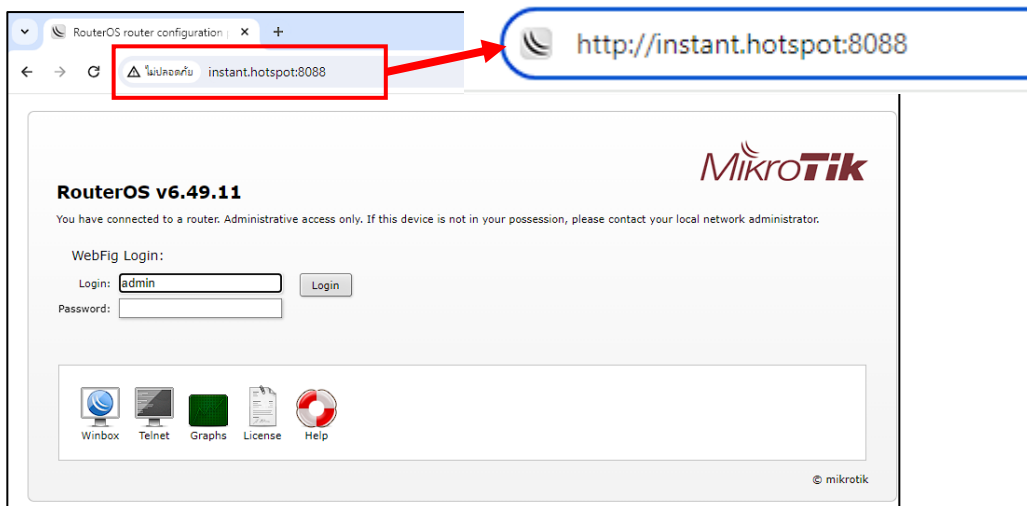 RouterOS router configuration
ไม่ปลอดภัย instant.hotspot:8088
http://instant.hotspot:8088
MikroTik
RouterOS v6.49.11
You have connected to a router. Administrative access only. If this device is not in your possession, please contact your local network administrator.
WebFig Login:
Login: admin
Login
Password:
Winbox Telnet Graphs License Help
© mikrotik